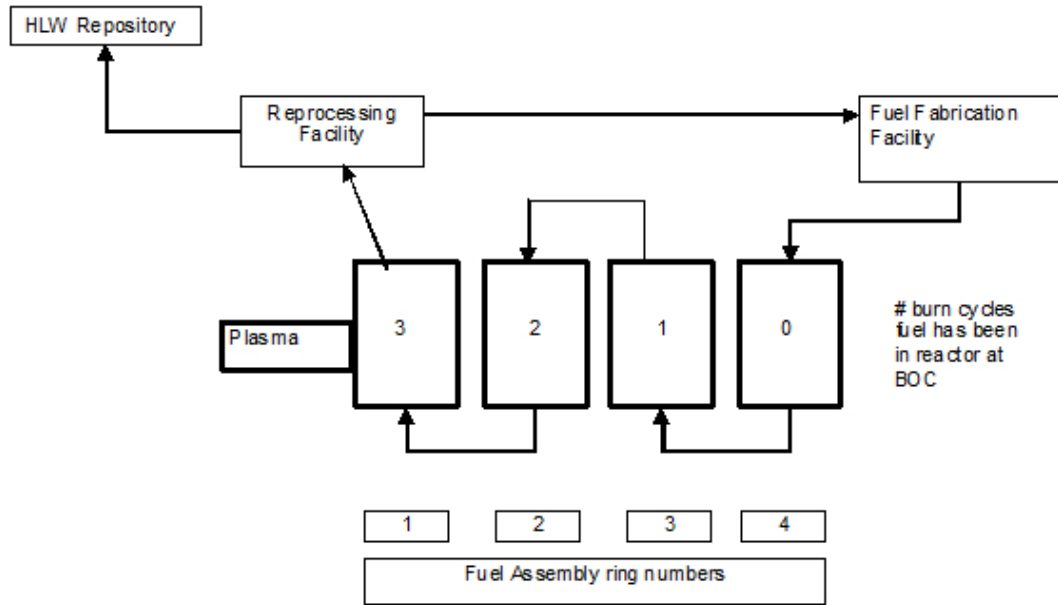 HLW Repository
Reprocessing
Facility
Fuel Fabrication
Facility
Plasma
3
2
1
0
# burn cycles
fuel has been
in reactor at
BOC
1
2
3
4
Fuel Assembly ring numbers